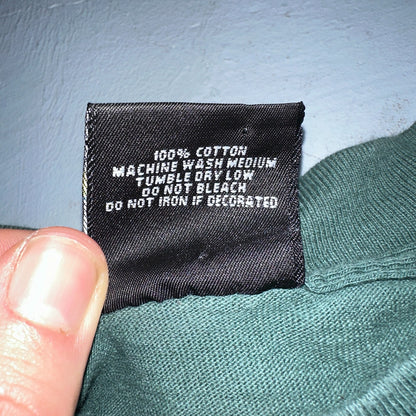 100% COTTON
MACHINE WASH MEDIUM
TUMBLE DRY LOW
DO NOT BLEACH
DO NOT IRON IF DECORATED